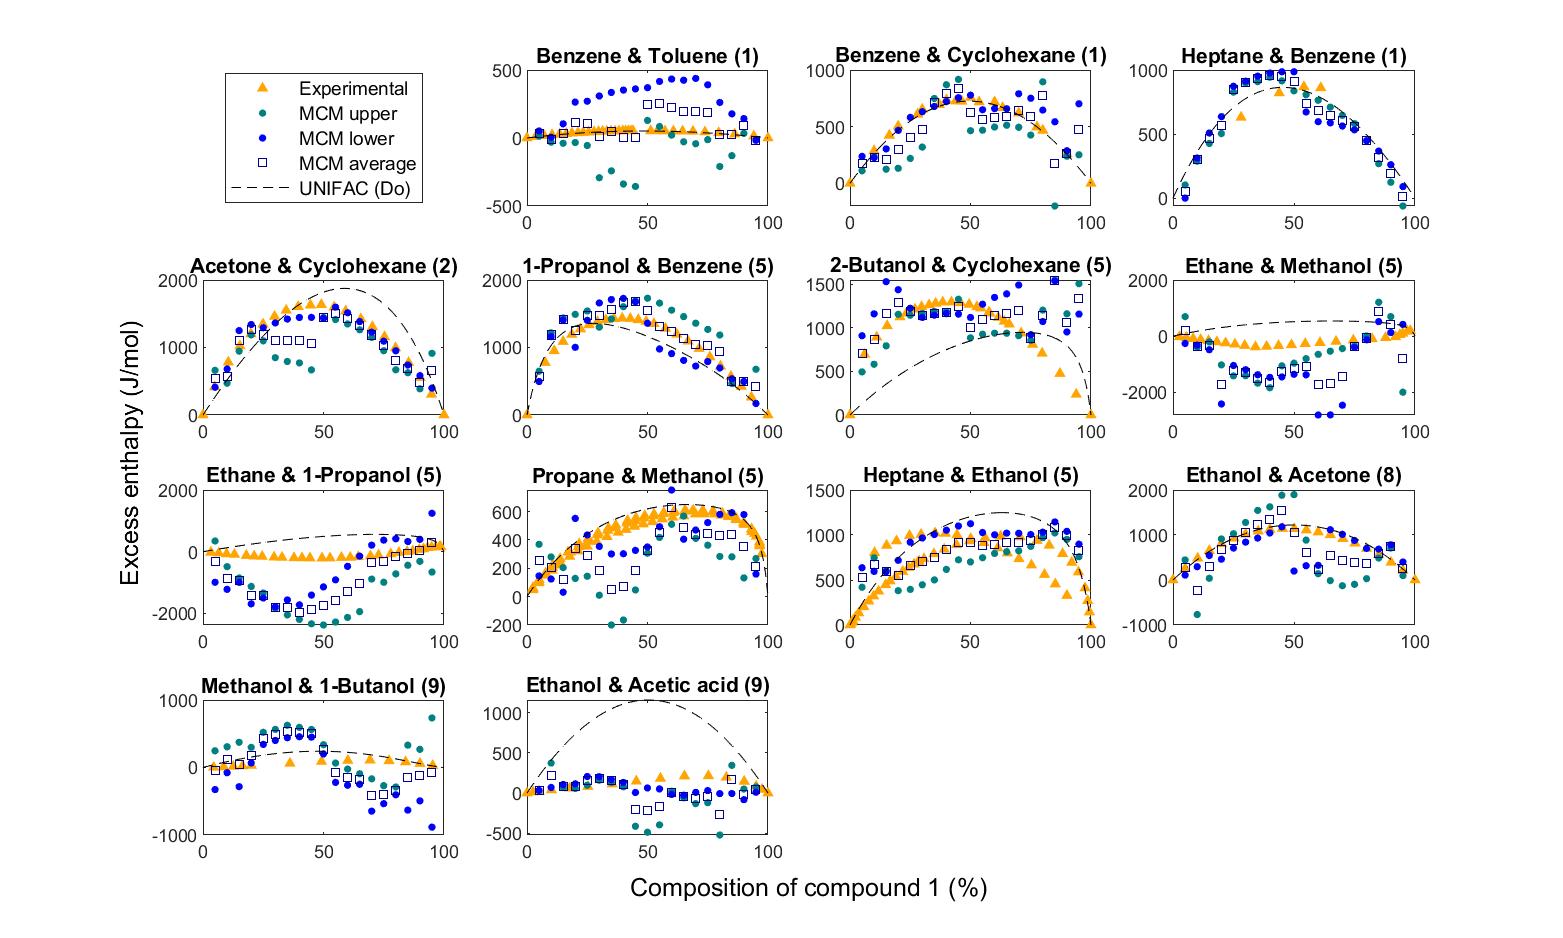 Benzene & Toluene (1)
Benzene & Cyclohexane (1)
Heptane & Benzene (1)
Experimental
MCM upper
MCM lower
MCM average
UNIFAC (Do)
500
0
-500
0 50 100
1000
500
0
0 50 100
1000
500
0
0 50 100
Acetone & Cyclohexane (2)
1-Propanol & Benzene (5)
2-Butanol & Cyclohexane (5)
Ethane & Methanol (5)
2000
1000
0
0 50 100
2000
1000
0
0 50 100
1500
1000
500
0
0 50 100
2000
0
-2000
0 50 100
Excess enthalpy (J/mol)
Ethane & 1-Propanol (5)
Propane & Methanol (5)
Heptane & Ethanol (5)
Ethanol & Acetone (8)
2000
0
-2000
0 50 100
600
400
200
0
-200
0 50 100
1500
1000
500
0
0 50 100
2000
1000
0
-1000
0 50 100
Methanol & 1-Butanol (9)
Ethanol & Acetic acid (9)
1000
0
-1000
0 50 100
1000
500
0
-500
0 50 100
Composition of compound 1 (%)